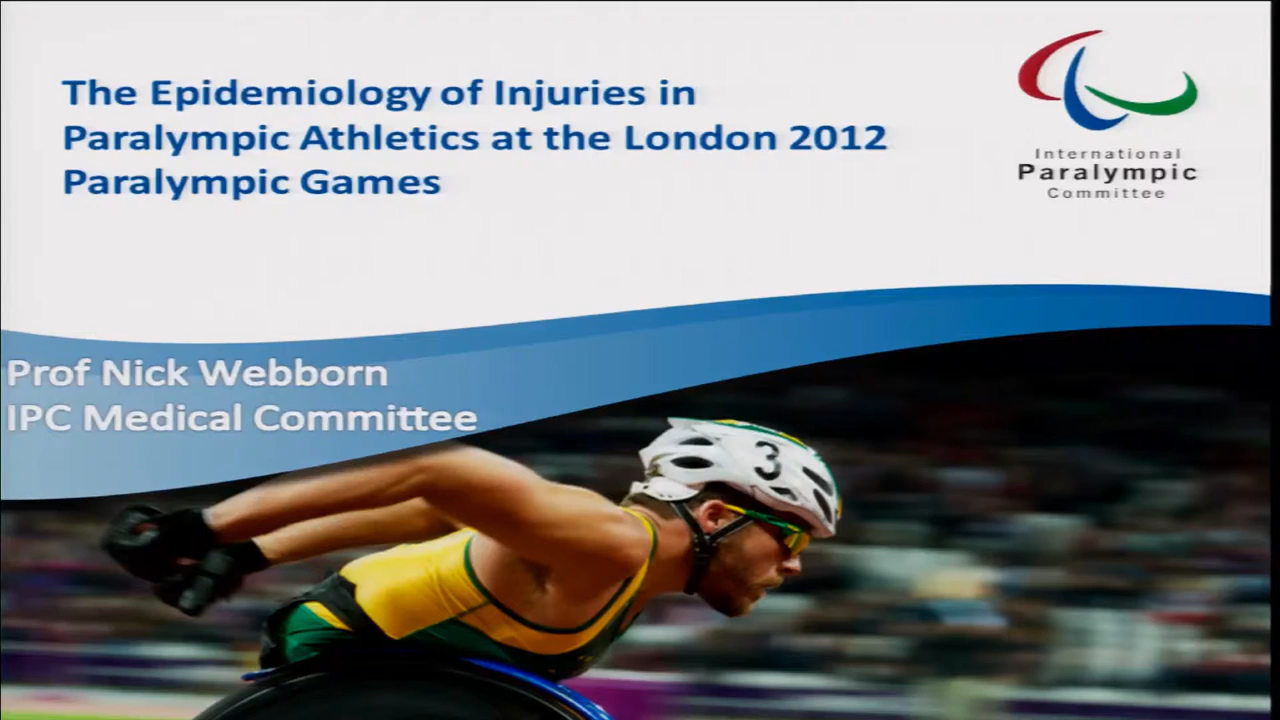 The Epidemiology of Injuries in
Paralympic Athletics at the London 2012
Paralympic Games
International
Paralympic
Committee
Prof Nick Webborn
IPC Medical Committee
3